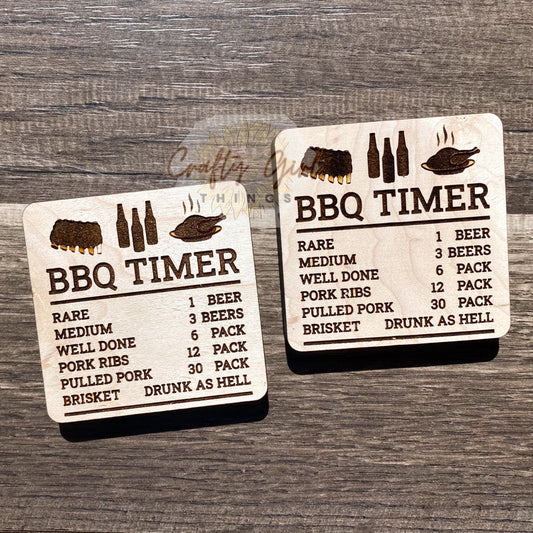 Crafty Girl
THINGS
BBQ TIMER
RARE 1 BEER
MEDIUM 3 BEERS
WELL DONE 6 PACK
PORK RIBS 12 PACK
PULLED PORK 30 PACK
BRISKET DRUNK AS HELL
BBQ TIMER
RARE 1 BEER
MEDIUM 3 BEERS
WELL DONE 6 PACK
PORK RIBS 12 PACK
PULLED PORK 30 PACK
BRISKET DRUNK AS HELL